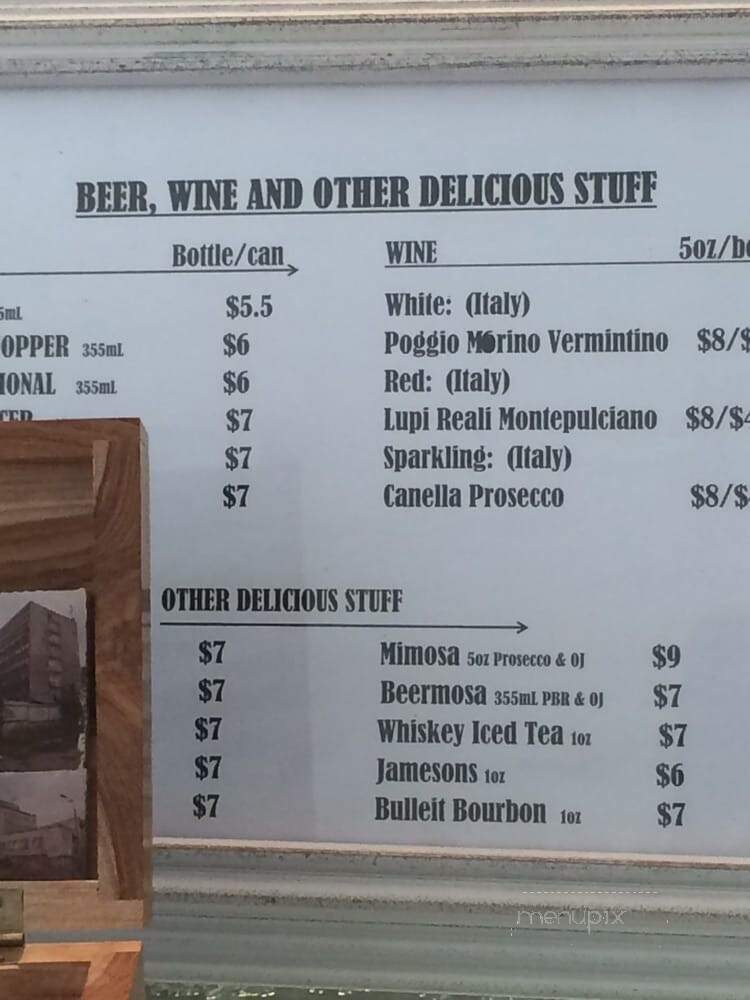 BEER, WINE AND OTHER DELICIOUS STUFF
Bottle/can
$5.5
355mL $6
355mL $6
$7
$7
$7
WINE 5oz/
White: (Italy)
Poggio Morino Vermintino $8/$
Red: (Italy)
Lupi Reali Montepulciano $8/$4
Sparkling: (Italy)
Canella Prosecco $8/$
OTHER DELICIOUS STUFF
$7
$7
$7
$7
$7
Mimosa 5oz Prosecco & OJ $9
Beermosa 355mL PBR & OJ $7
Whiskey Iced Tea 1oz $7
Jamesons 1oz $6
Bulleit Bourbon 1oz $7
menupix